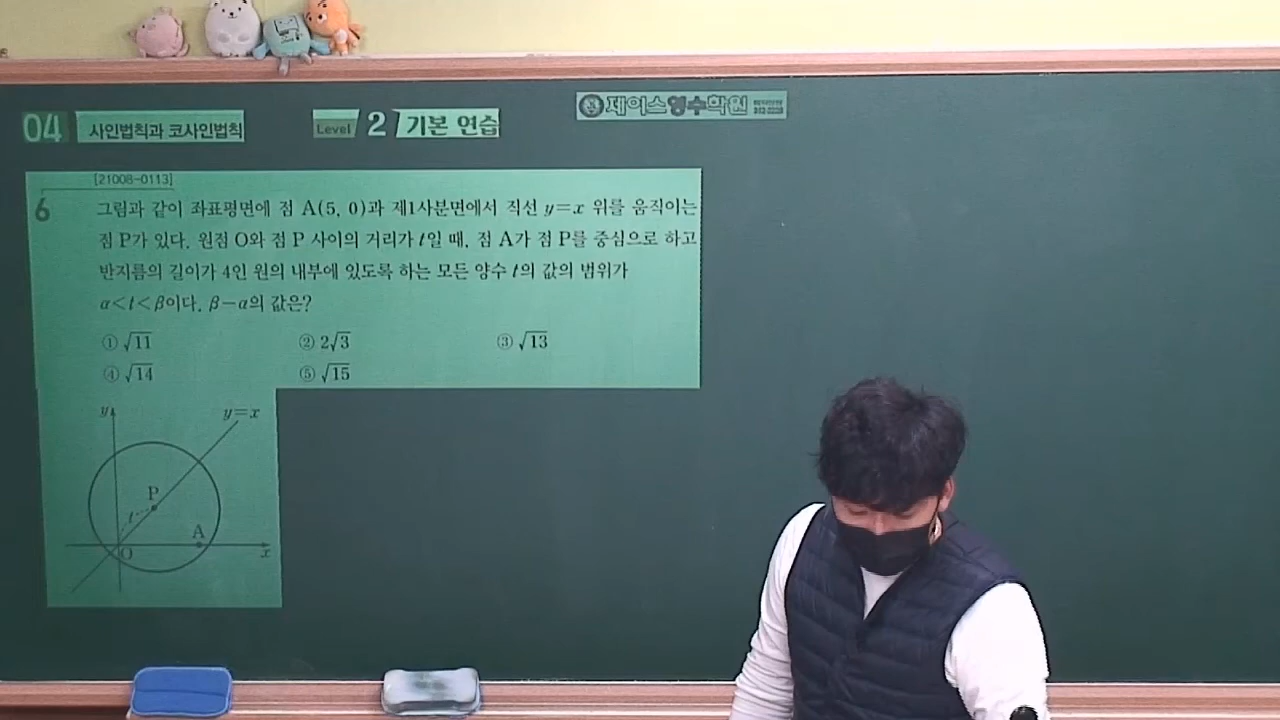 04 사인법칙과 코사인법칙
Level 2 기본 연습
제이스영수학원
[21008-0113]
6 그림과 같이 좌표평면에 점 A(5, 0)과 제1사분면에서 직선 y=x 위를 움직이는
점 P가 있다. 원점 O와 점 P 사이의 거리가 t일 때, 점 A가 점 P를 중심으로 하고
반지름의 길이가 4인 원의 내부에 있도록 하는 모든 양수 t의 값의 범위가
α<t<β이다. β-α의 값은?
① √11 ② 2√3 ③ √13
④ √14 ⑤ √15
y y=x
P
t
A
O x